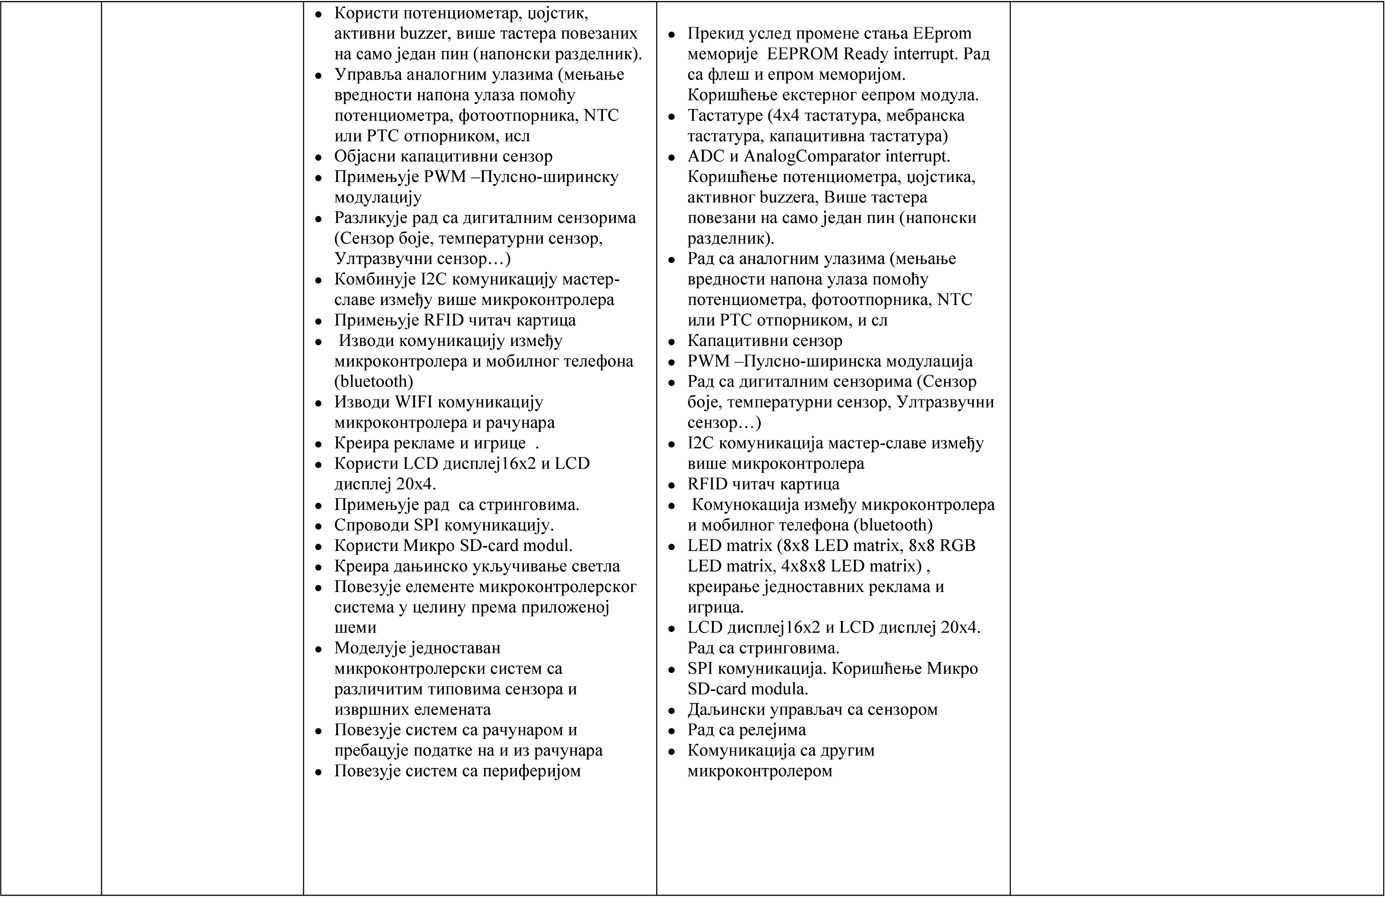 Користи потенциометар, џојстик,
активни buzzer, више тастера повезаних
на само један пин (напонски разделник).
Управља аналогним улазима (мењање
вредности напона улаза помоћу
потенциометра, фотоотпорника, NTC
или PTC отпорником, исл
Објасни капацитивни сензор
Примењује PWM –Пулсно-ширинску
модулацију
Разликује рад са дигиталним сензорима
(Сензор боје, температурни сензор,
Ултразвучни сензор…)
Комбинује I2C комуникацију мастер-
славе између више микроконтролера
Примењује RFID читач картица
Изводи комуникацију између
микроконтролера и мобилног телефона
(bluetooth)
Изводи WIFI комуникацију
микроконтролера и рачунара
Креира рекламе и игрице  .
Користи LCD дисплеј16x2 и LCD
дисплеј 20x4.
Примењује рад  са стринговима.
Спроводи SPI комуникацију.
Користи Микро SD-card modul.
Креира дањинско укључивање светла
Повезује елементе микроконтролерског
система у целину према приложеној
шеми
Моделује једноставан
микроконтролерски систем са
различитим типовима сензора и
извршних елемената
Повезује систем са рачунаром и
пребацује податке на и из рачунара
Повезује систем са периферијом
Прекид услед промене стања EEprom
меморије  EEPROM Ready interrupt. Рад
са флеш и епром меморијом.
Коришћење екстерног еепром модула.
Тастатуре (4x4 тастатура, мебранска
тастатура, капацитивна тастатура)
ADC и AnalogComparator interrupt.
Коришћење потенциометра, џојстика,
активног buzzera, Више тастера
повезани на само један пин (напонски
разделник).
Рад са аналогним улазима (мењање
вредности напона улаза помоћу
потенциометра, фотоотпорника, NTC
или PTC отпорником, и сл
Капацитивни сензор
PWM –Пулсно-ширинска модулација
Рад са дигиталним сензорима (Сензор
боје, температурни сензор, Ултразвучни
сензор…)
I2C комуникација мастер-славе између
више микроконтролера
RFID читач картица
Комунокација између микроконтролера
и мобилног телефона (bluetooth)
LED matrix (8x8 LED matrix, 8x8 RGB
LED matrix, 4x8x8 LED matrix) ,
креирање једноставних реклама и
игрица.
LCD дисплеј16x2 и LCD дисплеј 20x4.
Рад са стринговима.
SPI комуникација. Коришћење Микро
SD-card modula.
Даљински управљач са сензором
Рад са релејима
Комуникација са другим
микроконтролером